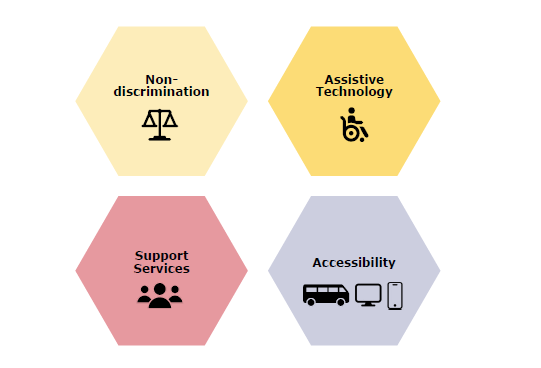 Non-
discrimination
Assistive
Technology
Support
Services
Accessibility